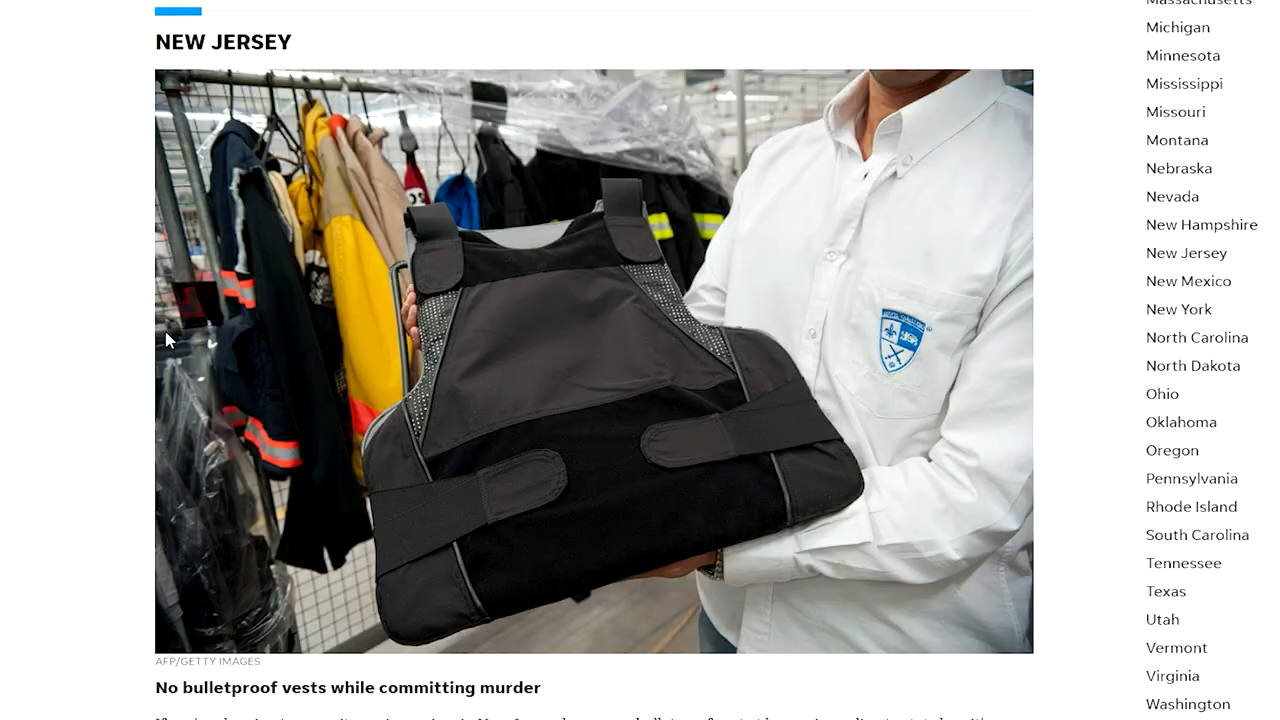 NEW JERSEY
AFP/GETTY IMAGES
No bulletproof vests while committing murder
Massachusetts
Michigan
Minnesota
Mississippi
Missouri
Montana
Nebraska
Nevada
New Hampshire
New Jersey
New Mexico
New York
North Carolina
North Dakota
Ohio
Oklahoma
Oregon
Pennsylvania
Rhode Island
South Carolina
Tennessee
Texas
Utah
Vermont
Virginia
Washington